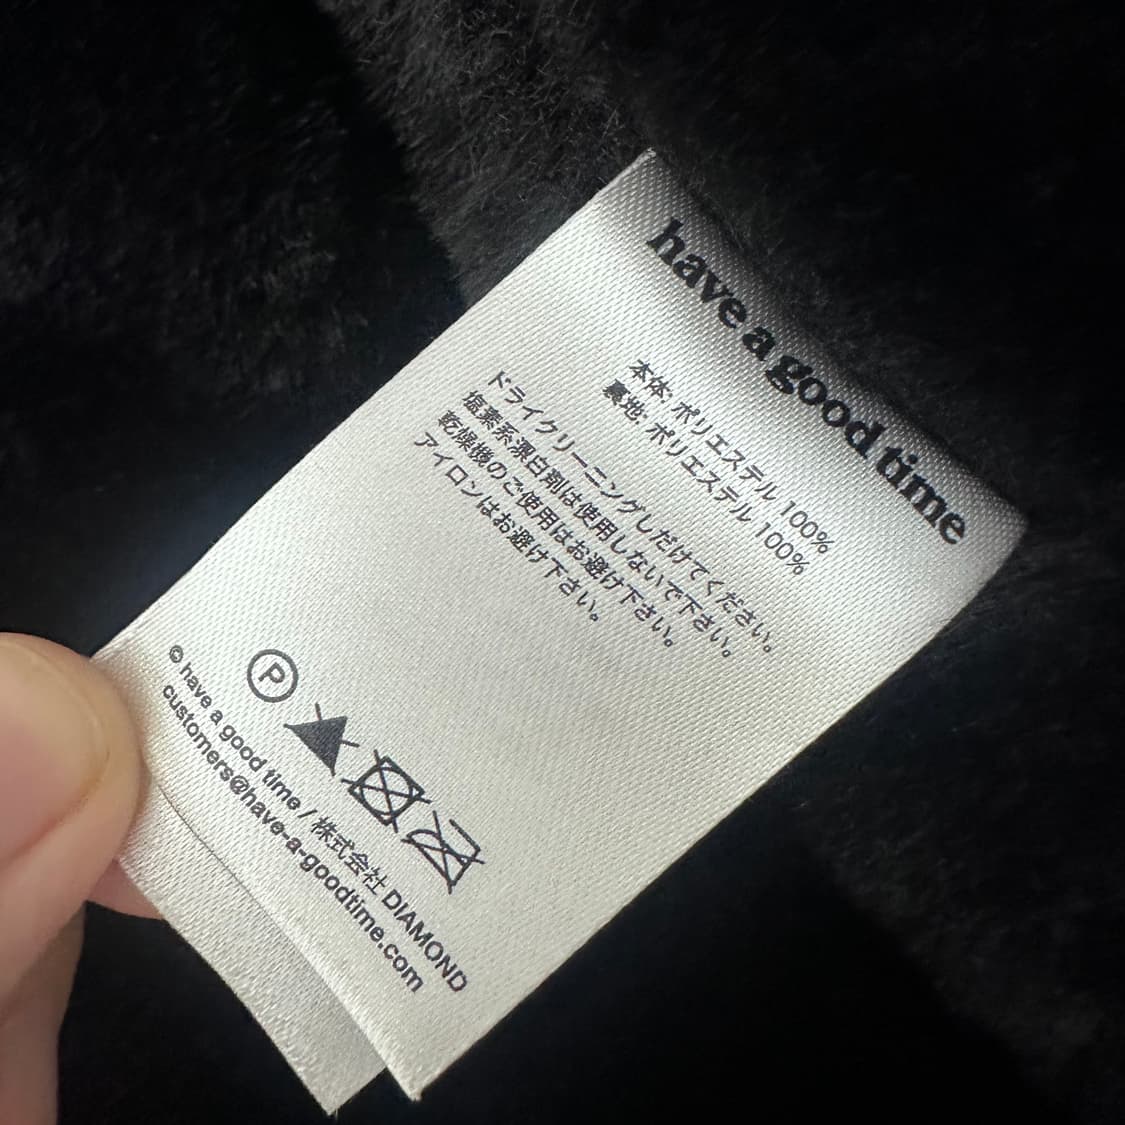 have a good time
本体: ポリエステル 100%
裏地: ポリエステル 100%
ドライクリーニングしだけてください。
塩素系漂白剤は使用しないで下さい。
乾燥機のご使用はお避け下さい。
アイロンはお避け下さい。
P
© have a good time / 株式会社 DIAMOND
customers@have-a-goodtime.com